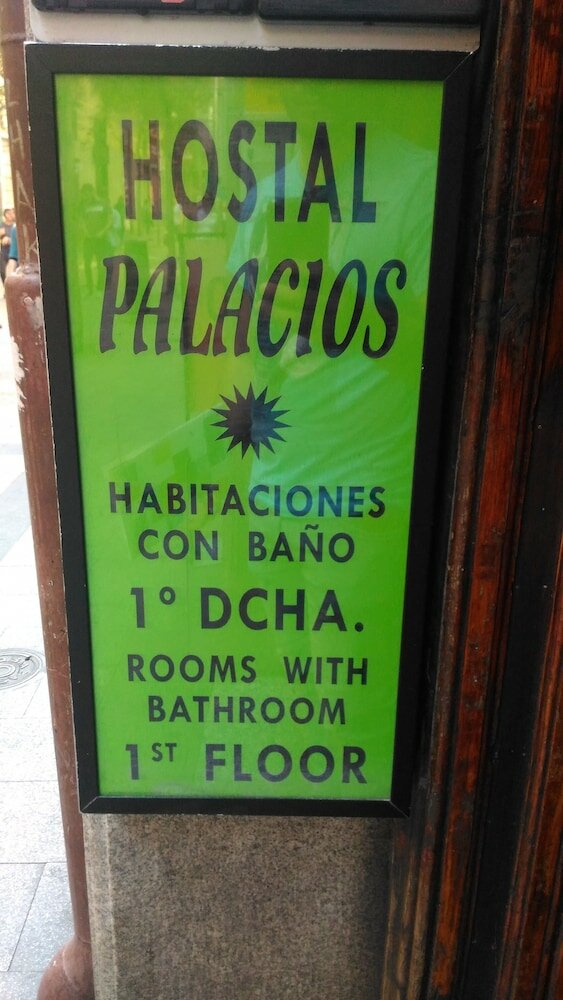 HOSTAL
PALACIOS
HABITACIONES
CON BAÑO
1º DCHA.
ROOMS WITH
BATHROOM
1ST FLOOR